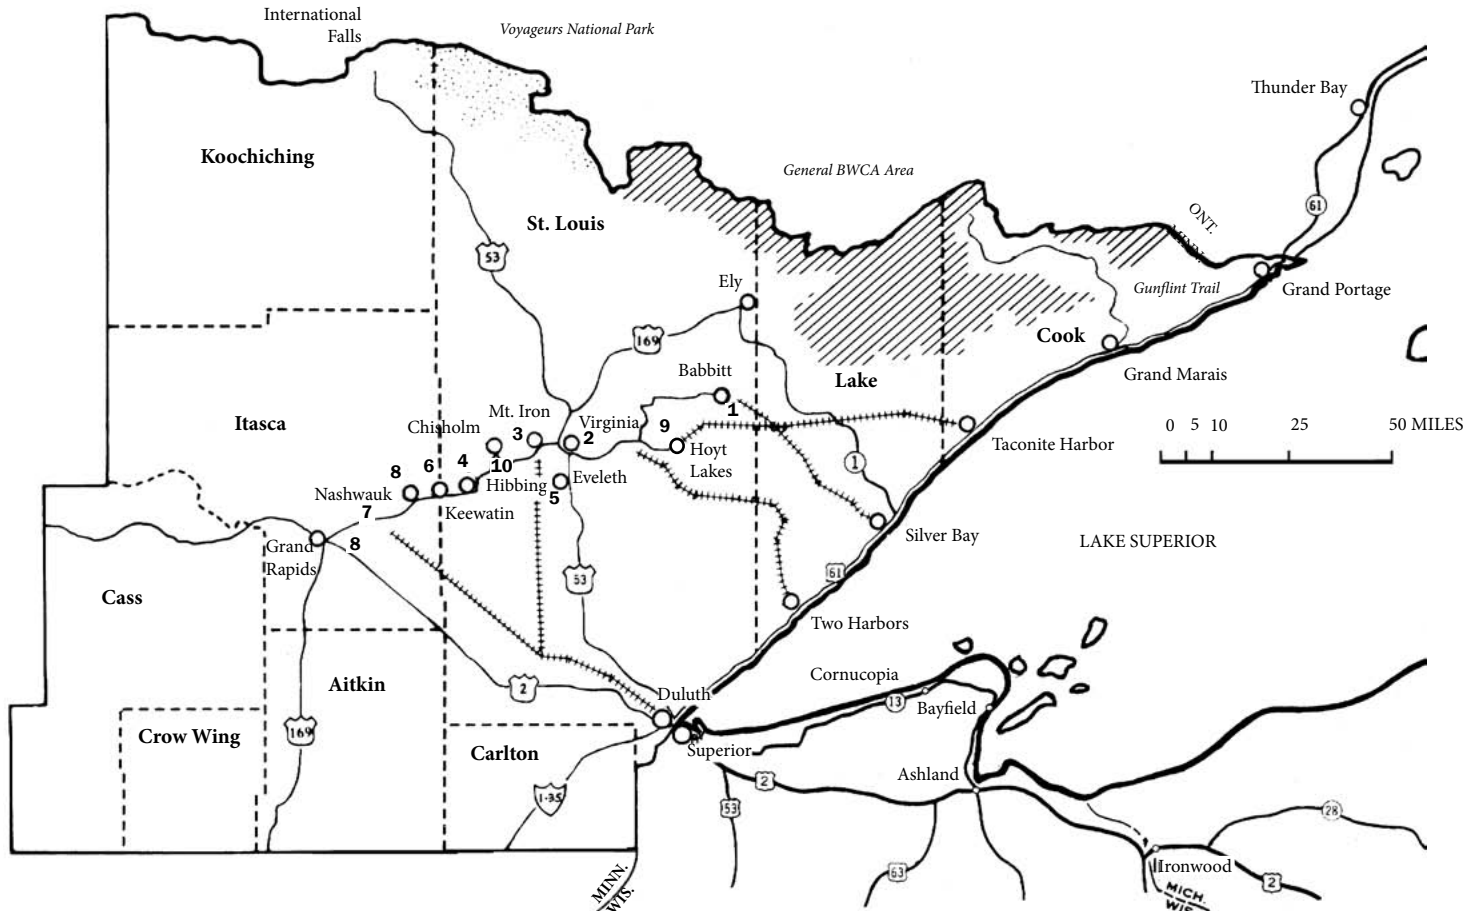 International
Falls
Voyageurs National Park
Thunder Bay
Koochiching
General BWCA Area
61
ONT.
MINN.
St. Louis
53
Ely
Gunflint Trail
Grand Portage
169
Cook
Babbitt
1
Lake
Grand Marais
Itasca
Mt. Iron
3
Virginia
2
Chisholm
9
Hoyt
Lakes
Taconite Harbor
0 5 10 25 50 MILES
8
6
4
10
Hibbing
Eveleth
5
1
Nashwauk
7
Keewatin
Silver Bay
LAKE SUPERIOR
Grand
Rapids
8
Cass
53
61
Two Harbors
Cornucopia
Aitkin
2
Duluth
13
Bayfield
Crow Wing
169
Carlton
Superior
Ashland
2
I-35
53
28
63
Ironwood
2
MINN.
WIS.
MICH.
WIS